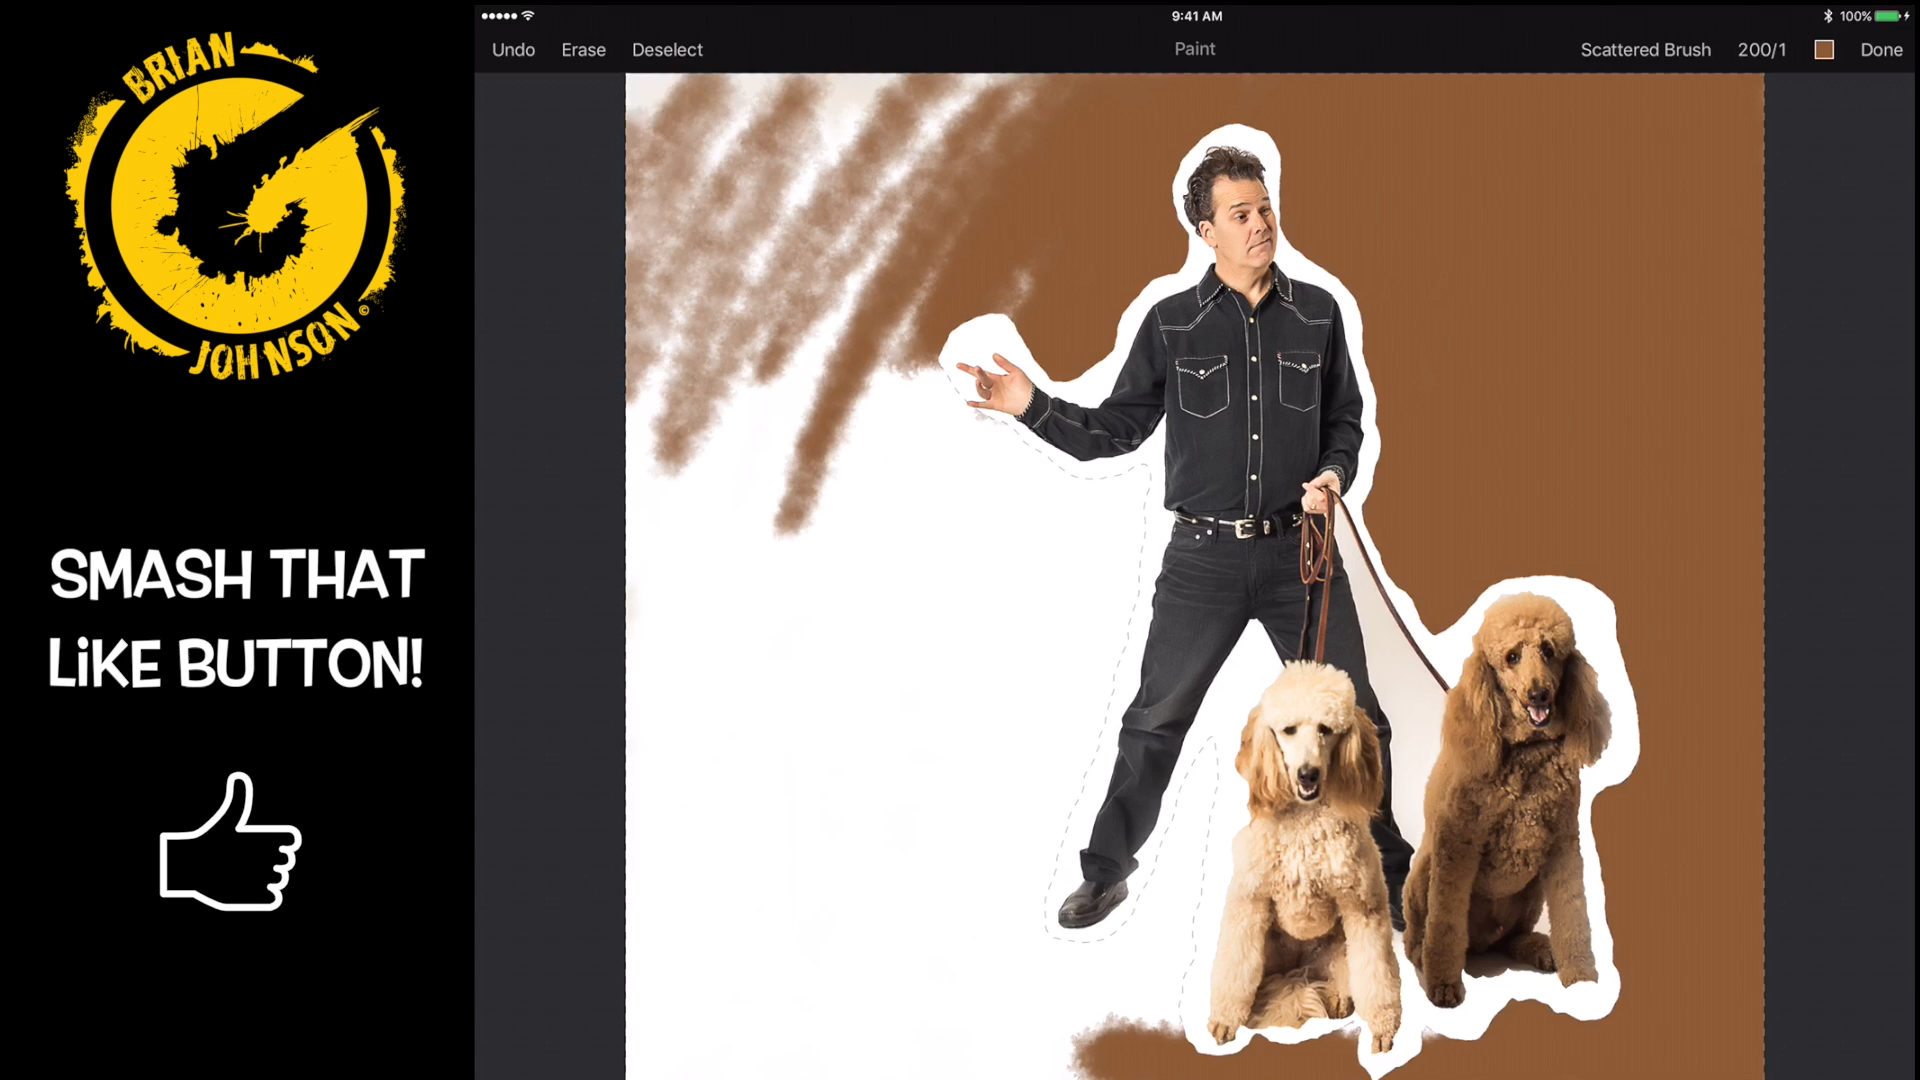 BRIAN
JOHNSON©
SMASH THAT
LiKE BUTTON!
9:41 AM
100%
Undo Erase Deselect
Paint
Scattered Brush 200/1 Done